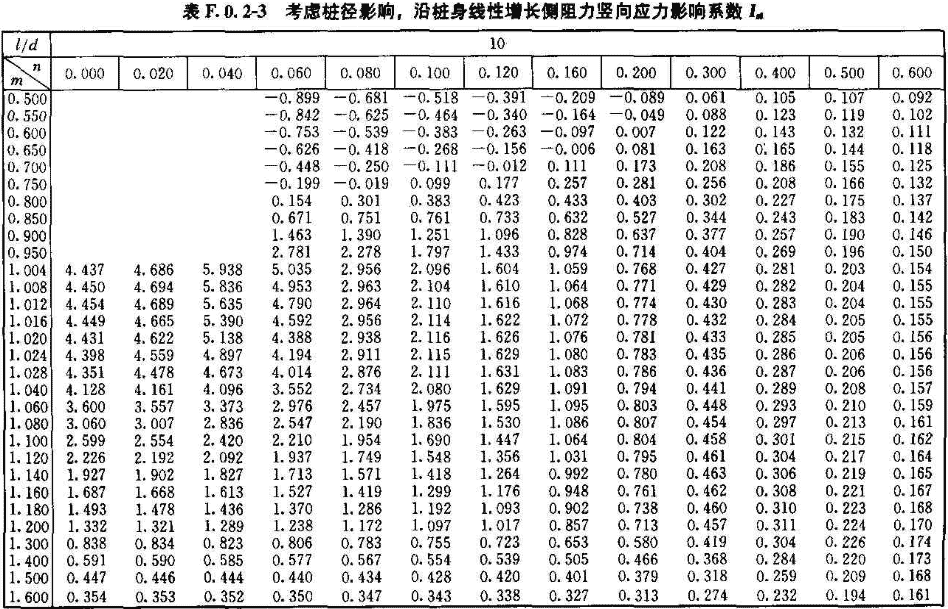 表 F.0.2-3 考虑桩径影响，沿桩身线性增长侧阻力竖向应力影响系数 Ist
l/d 10
m n 0.000 0.020 0.040 0.060 0.080 0.100 0.120 0.160 0.200 0.300 0.400 0.500 0.600
0.500 -0.899 -0.681 -0.518 -0.391 -0.209 -0.089 0.061 0.105 0.107 0.092
0.550 -0.842 -0.625 -0.464 -0.340 -0.164 -0.049 0.088 0.123 0.119 0.102
0.600 -0.753 -0.539 -0.383 -0.263 -0.097 0.007 0.122 0.143 0.132 0.111
0.650 -0.626 -0.418 -0.268 -0.156 -0.006 0.081 0.163 0.165 0.144 0.118
0.700 -0.448 -0.250 -0.111 -0.012 0.111 0.173 0.208 0.186 0.155 0.125
0.750 -0.199 -0.019 0.099 0.177 0.257 0.281 0.256 0.208 0.166 0.132
0.800 0.154 0.301 0.383 0.423 0.433 0.403 0.302 0.227 0.175 0.137
0.850 0.671 0.751 0.761 0.733 0.632 0.527 0.344 0.243 0.183 0.142
0.900 1.463 1.390 1.251 1.096 0.828 0.637 0.377 0.257 0.190 0.146
0.950 2.781 2.278 1.797 1.433 0.974 0.714 0.404 0.269 0.196 0.150
1.004 4.437 4.686 5.938 5.035 2.956 2.096 1.604 1.059 0.768 0.427 0.281 0.203 0.154
1.008 4.450 4.694 5.836 4.953 2.963 2.104 1.610 1.064 0.771 0.429 0.282 0.204 0.155
1.012 4.454 4.689 5.635 4.790 2.964 2.110 1.616 1.068 0.774 0.430 0.283 0.204 0.155
1.016 4.449 4.665 5.390 4.592 2.956 2.114 1.622 1.072 0.778 0.432 0.284 0.205 0.155
1.020 4.431 4.622 5.138 4.388 2.938 2.116 1.626 1.076 0.781 0.433 0.285 0.205 0.156
1.024 4.398 4.559 4.897 4.194 2.911 2.115 1.629 1.080 0.783 0.435 0.286 0.206 0.156
1.028 4.351 4.478 4.673 4.014 2.876 2.111 1.631 1.083 0.786 0.436 0.287 0.206 0.156
1.040 4.128 4.161 4.096 3.552 2.734 2.080 1.629 1.091 0.794 0.441 0.289 0.208 0.157
1.060 3.600 3.557 3.373 2.976 2.457 1.975 1.595 1.095 0.803 0.448 0.293 0.210 0.159
1.080 3.060 3.007 2.836 2.547 2.190 1.836 1.530 1.086 0.807 0.454 0.297 0.213 0.161
1.100 2.599 2.554 2.420 2.210 1.954 1.690 1.447 1.064 0.804 0.458 0.301 0.215 0.162
1.120 2.226 2.192 2.092 1.937 1.749 1.548 1.356 1.031 0.795 0.461 0.304 0.217 0.164
1.140 1.927 1.902 1.827 1.713 1.571 1.418 1.264 0.992 0.780 0.463 0.306 0.219 0.165
1.160 1.687 1.668 1.613 1.527 1.419 1.299 1.176 0.948 0.761 0.462 0.308 0.221 0.167
1.180 1.493 1.478 1.436 1.370 1.286 1.192 1.093 0.902 0.738 0.460 0.310 0.223 0.168
1.200 1.332 1.321 1.289 1.238 1.172 1.097 1.017 0.857 0.713 0.457 0.311 0.224 0.170
1.300 0.838 0.834 0.823 0.806 0.783 0.755 0.723 0.653 0.580 0.419 0.304 0.226 0.174
1.400 0.591 0.590 0.585 0.577 0.567 0.554 0.539 0.505 0.466 0.368 0.284 0.220 0.173
1.500 0.447 0.446 0.444 0.440 0.434 0.428 0.420 0.401 0.379 0.318 0.259 0.209 0.168
1.600 0.354 0.353 0.352 0.350 0.347 0.343 0.338 0.327 0.313 0.274 0.232 0.194 0.161